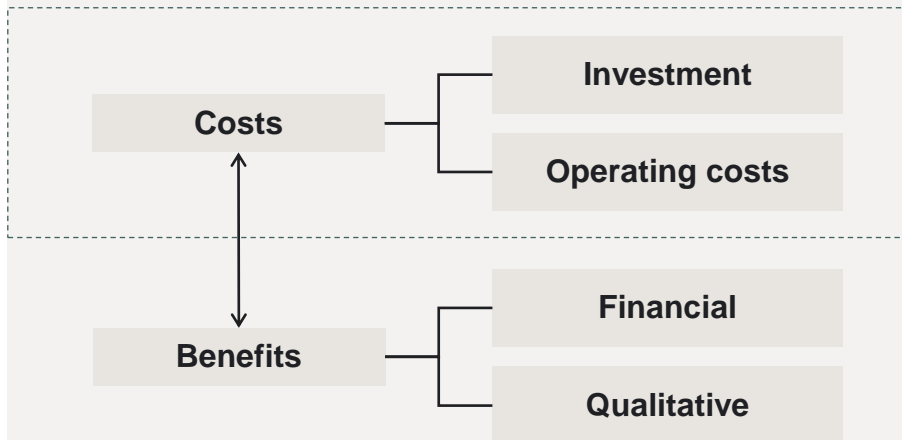 Investment
Costs
Operating costs
Financial
Benefits
Qualitative